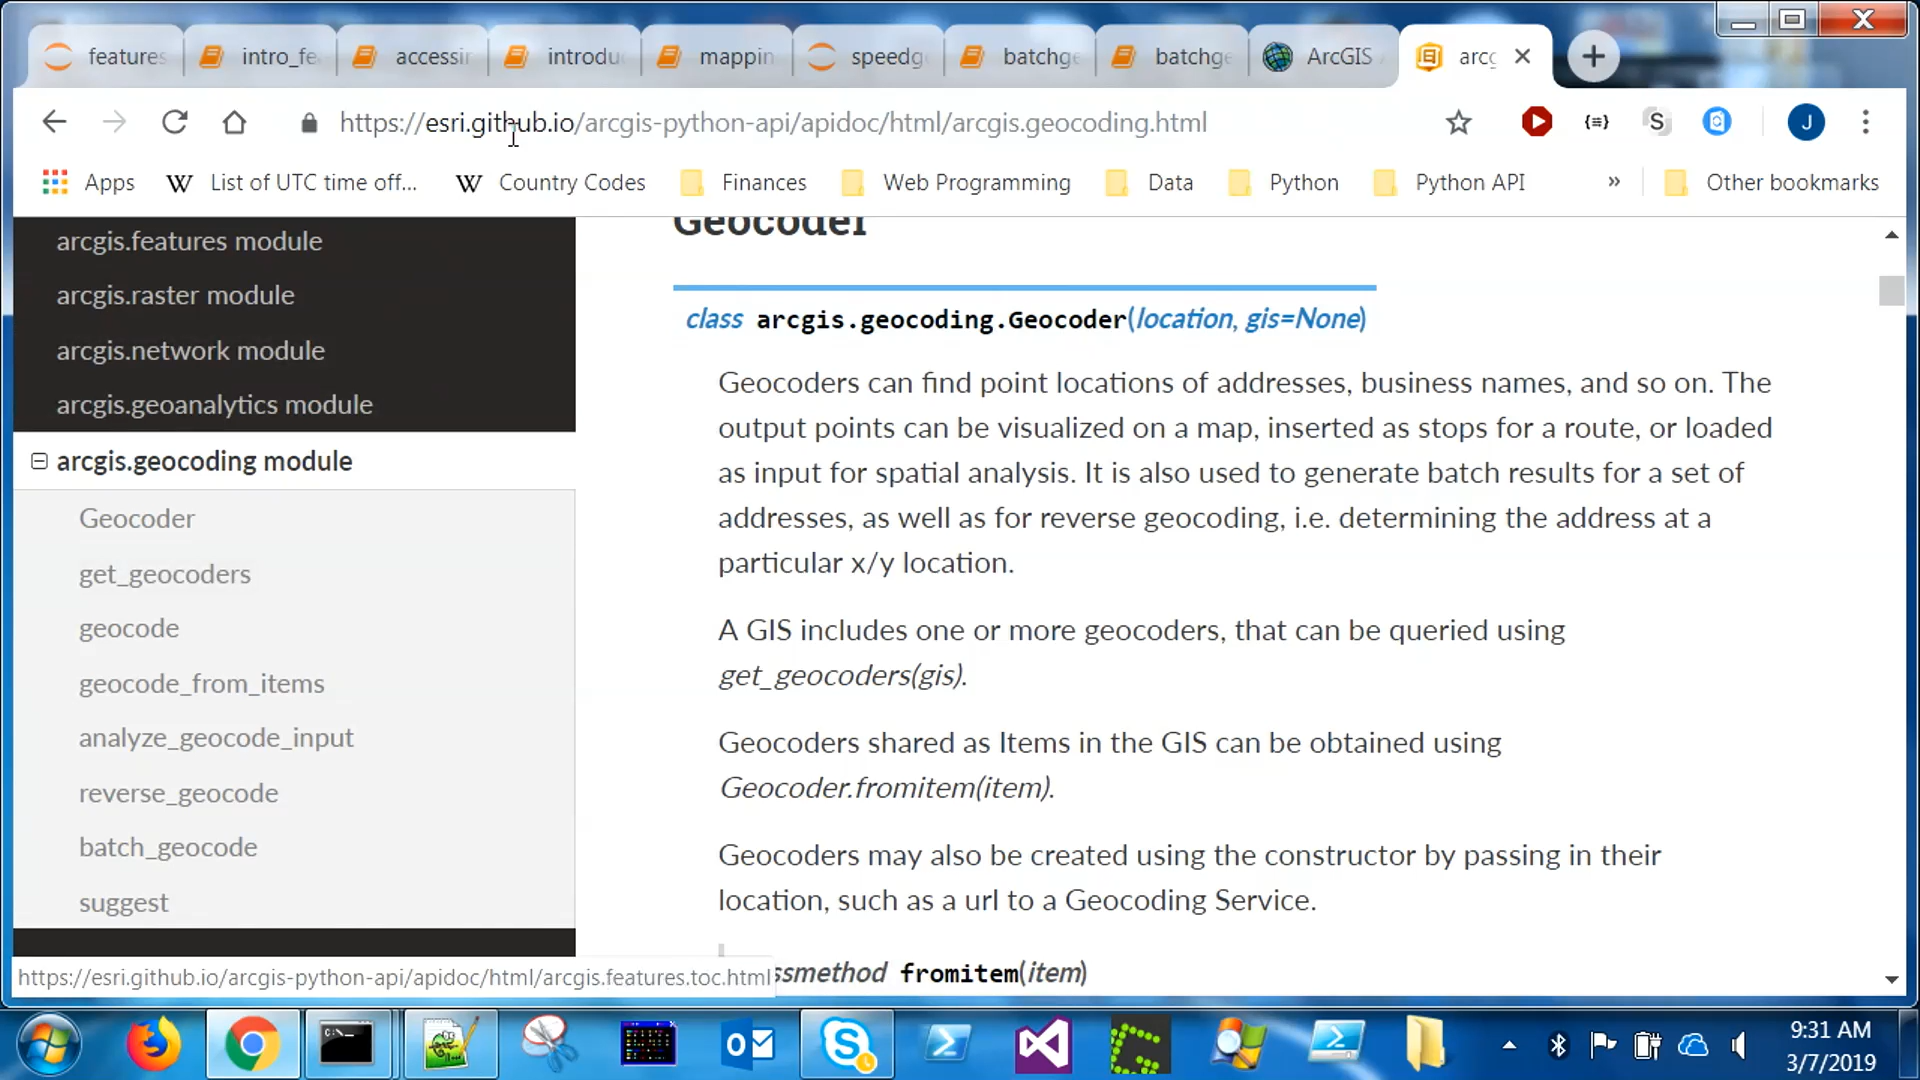 features
intro_fe
accessir
introdu
mappin
speedg
batchge
batchge
ArcGIS
arc
https://esri.github.io/arcgis-python-api/apidoc/html/arcgis.geocoding.html
J
Apps
List of UTC time off...
Country Codes
Finances
Web Programming
Data
Python
Python API
»
Other bookmarks
arcgis.features module
arcgis.raster module
arcgis.network module
arcgis.geoanalytics module
arcgis.geocoding module
Geocoder
get_geocoders
geocode
geocode_from_items
analyze_geocode_input
reverse_geocode
batch_geocode
suggest
https://esri.github.io/arcgis-python-api/apidoc/html/arcgis.features.toc.html
Geocoder
class arcgis.geocoding.Geocoder(location, gis=None)
Geocoders can find point locations of addresses, business names, and so on. The
output points can be visualized on a map, inserted as stops for a route, or loaded
as input for spatial analysis. It is also used to generate batch results for a set of
addresses, as well as for reverse geocoding, i.e. determining the address at a
particular x/y location.
A GIS includes one or more geocoders, that can be queried using
get_geocoders(gis).
Geocoders shared as Items in the GIS can be obtained using
Geocoder.fromitem(item).
Geocoders may also be created using the constructor by passing in their
location, such as a url to a Geocoding Service.
ssmethod fromitem(item)
9:31 AM
3/7/2019